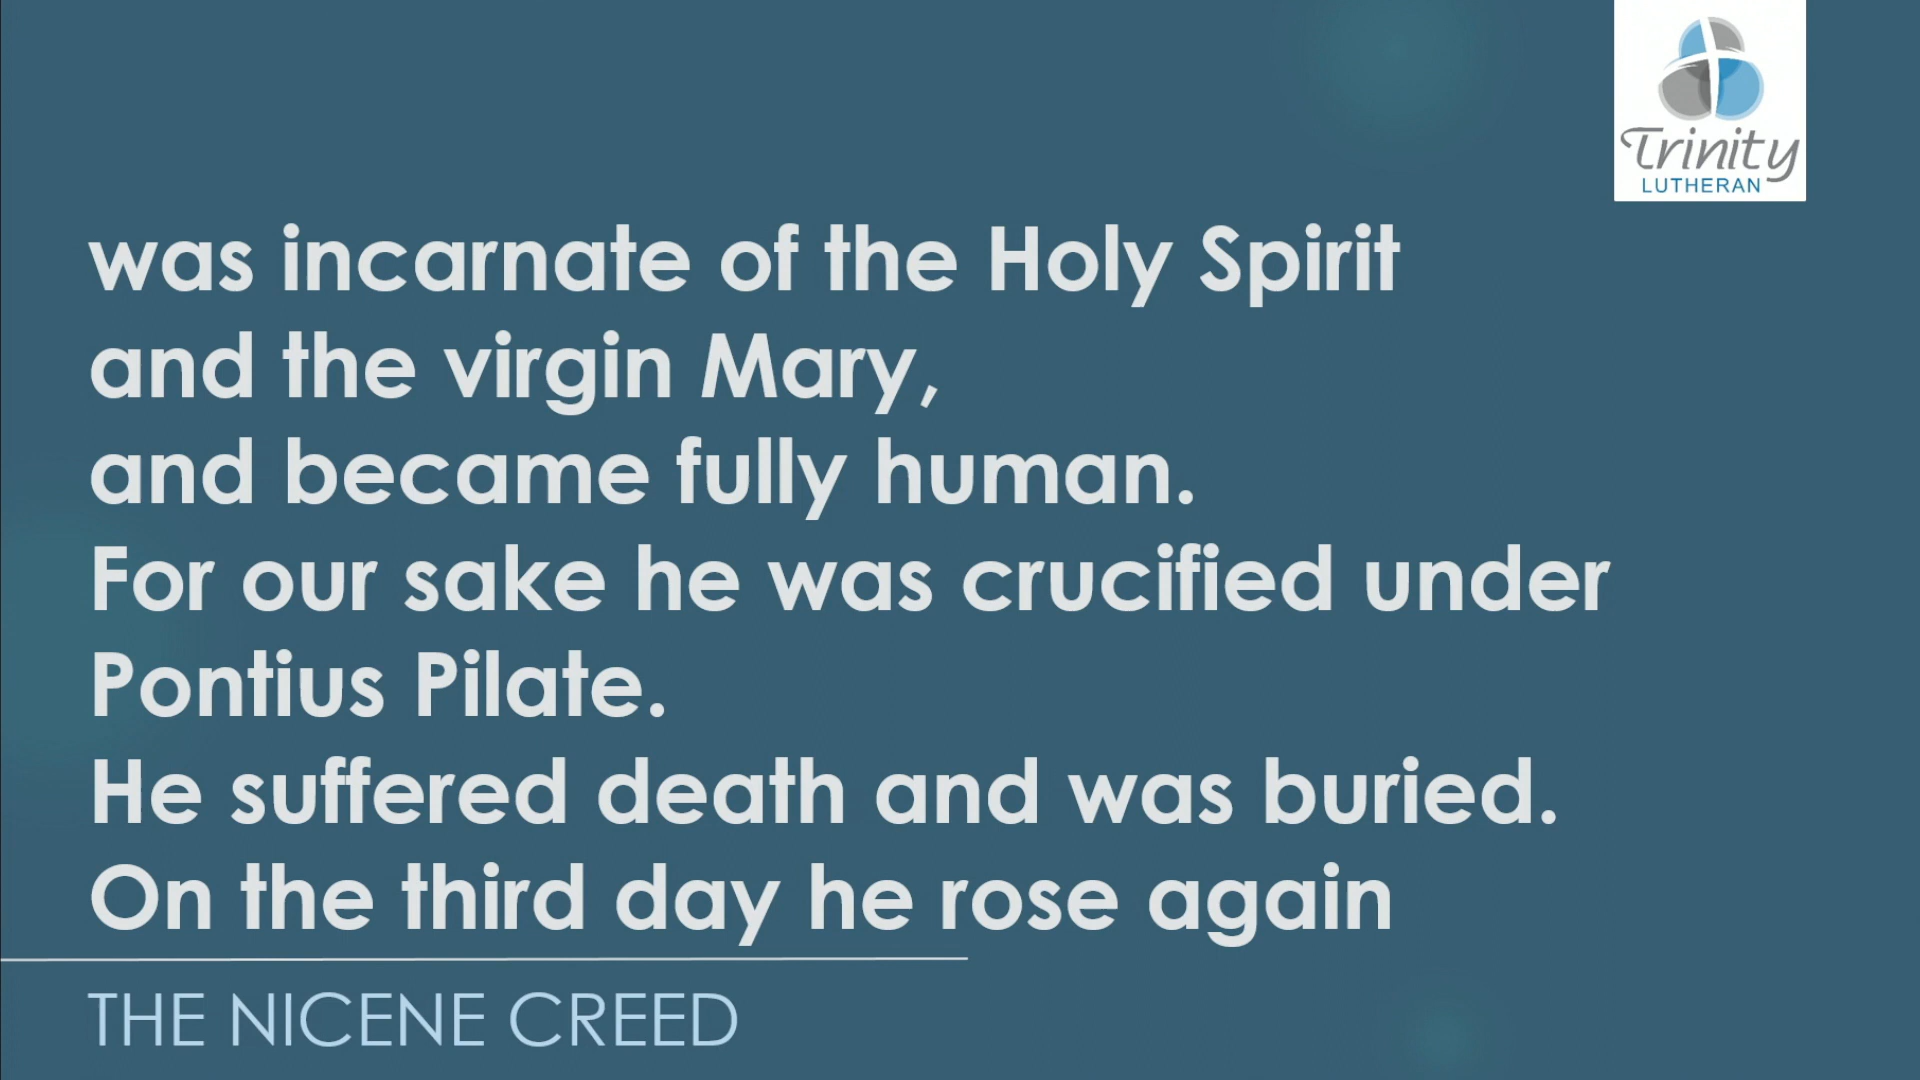 Trinity
LUTHERAN
was incarnate of the Holy Spirit
and the virgin Mary,
and became fully human.
For our sake he was crucified under
Pontius Pilate.
He suffered death and was buried.
On the third day he rose again
THE NICENE CREED